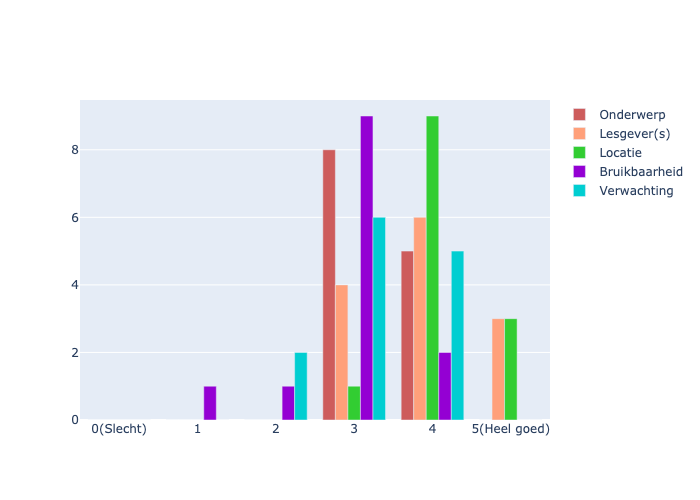 Onderwerp
Lesgever(s)
Locatie
Bruikbaarheid
Verwachting
8
6
4
2
0
0(Slecht) 1 2 3 4 5(Heel goed)